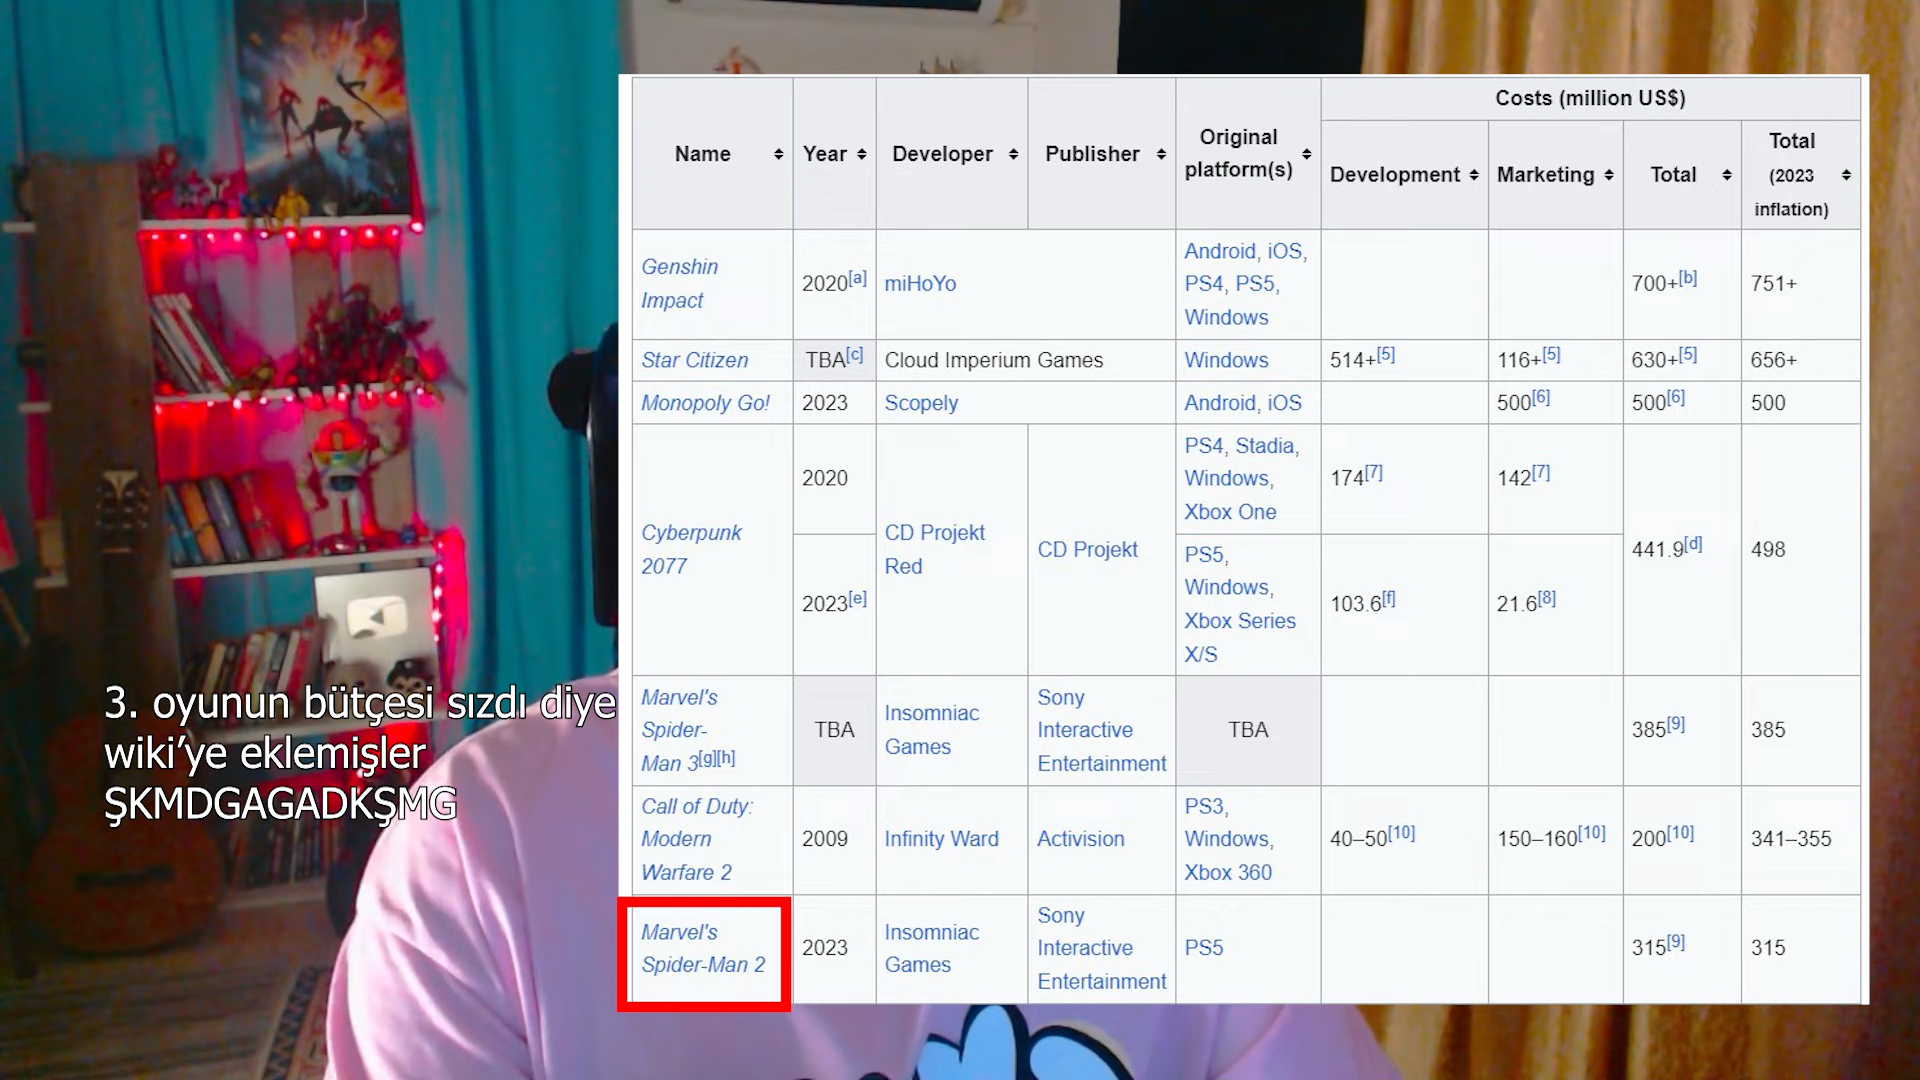 Costs (million US$)
Name Year Developer Publisher Original platform(s) Development Marketing Total Total (2023 inflation)
Genshin Impact 2020[a] miHoYo Android, iOS, PS4, PS5, Windows 700+[b] 751+
Star Citizen TBA[c] Cloud Imperium Games Windows 514+[5] 116+[5] 630+[5] 656+
Monopoly Go! 2023 Scopely Android, iOS 500[6] 500[6] 500
Cyberpunk 2077 2020 CD Projekt Red CD Projekt PS4, Stadia, Windows, Xbox One 174[7] 142[7] 441.9[d] 498
2023[e] PS5, Windows, Xbox Series X/S 103.6[f] 21.6[8]
Marvel's Spider-Man 3[g][h] TBA Insomniac Games Sony Interactive Entertainment TBA 385[9] 385
Call of Duty: Modern Warfare 2 2009 Infinity Ward Activision PS3, Windows, Xbox 360 40–50[10] 150–160[10] 200[10] 341–355
Marvel's Spider-Man 2 2023 Insomniac Games Sony Interactive Entertainment PS5 315[9] 315
3. oyunun bütçesi sızdı diye
wiki’ye eklemişler
ŞKMDGAGADKŞMG